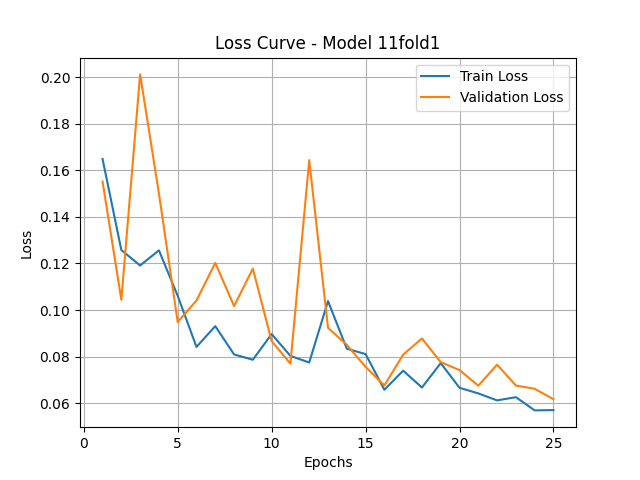 Loss Curve - Model 11fold1
Train Loss
Validation Loss
0.20
0.18
0.16
0.14
0.12
0.10
0.08
0.06
Loss
0 5 10 15 20 25
Epochs